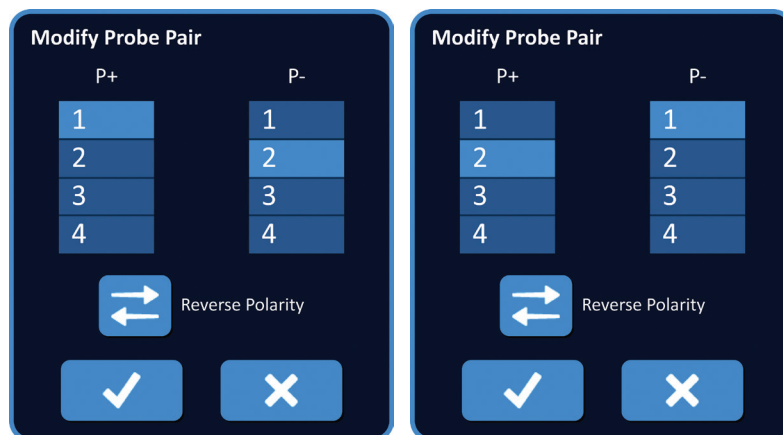 Modify Probe Pair
P+ P-
1 1
2 2
3 3
4 4
Reverse Polarity
Modify Probe Pair
P+ P-
1 1
2 2
3 3
4 4
Reverse Polarity